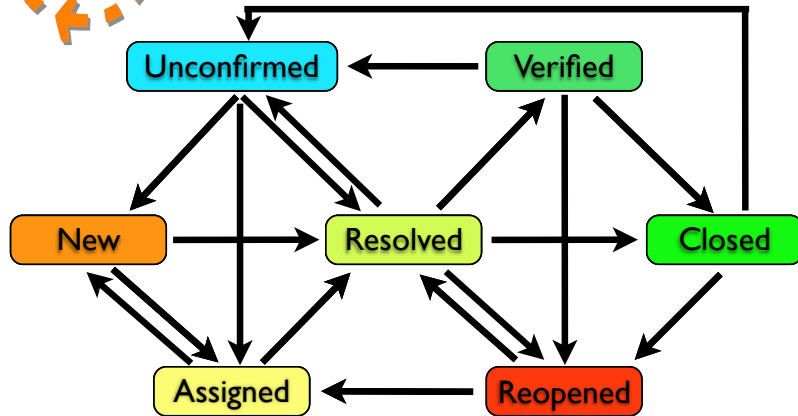 Unconfirmed
Verified
New
Resolved
Closed
Assigned
Reopened